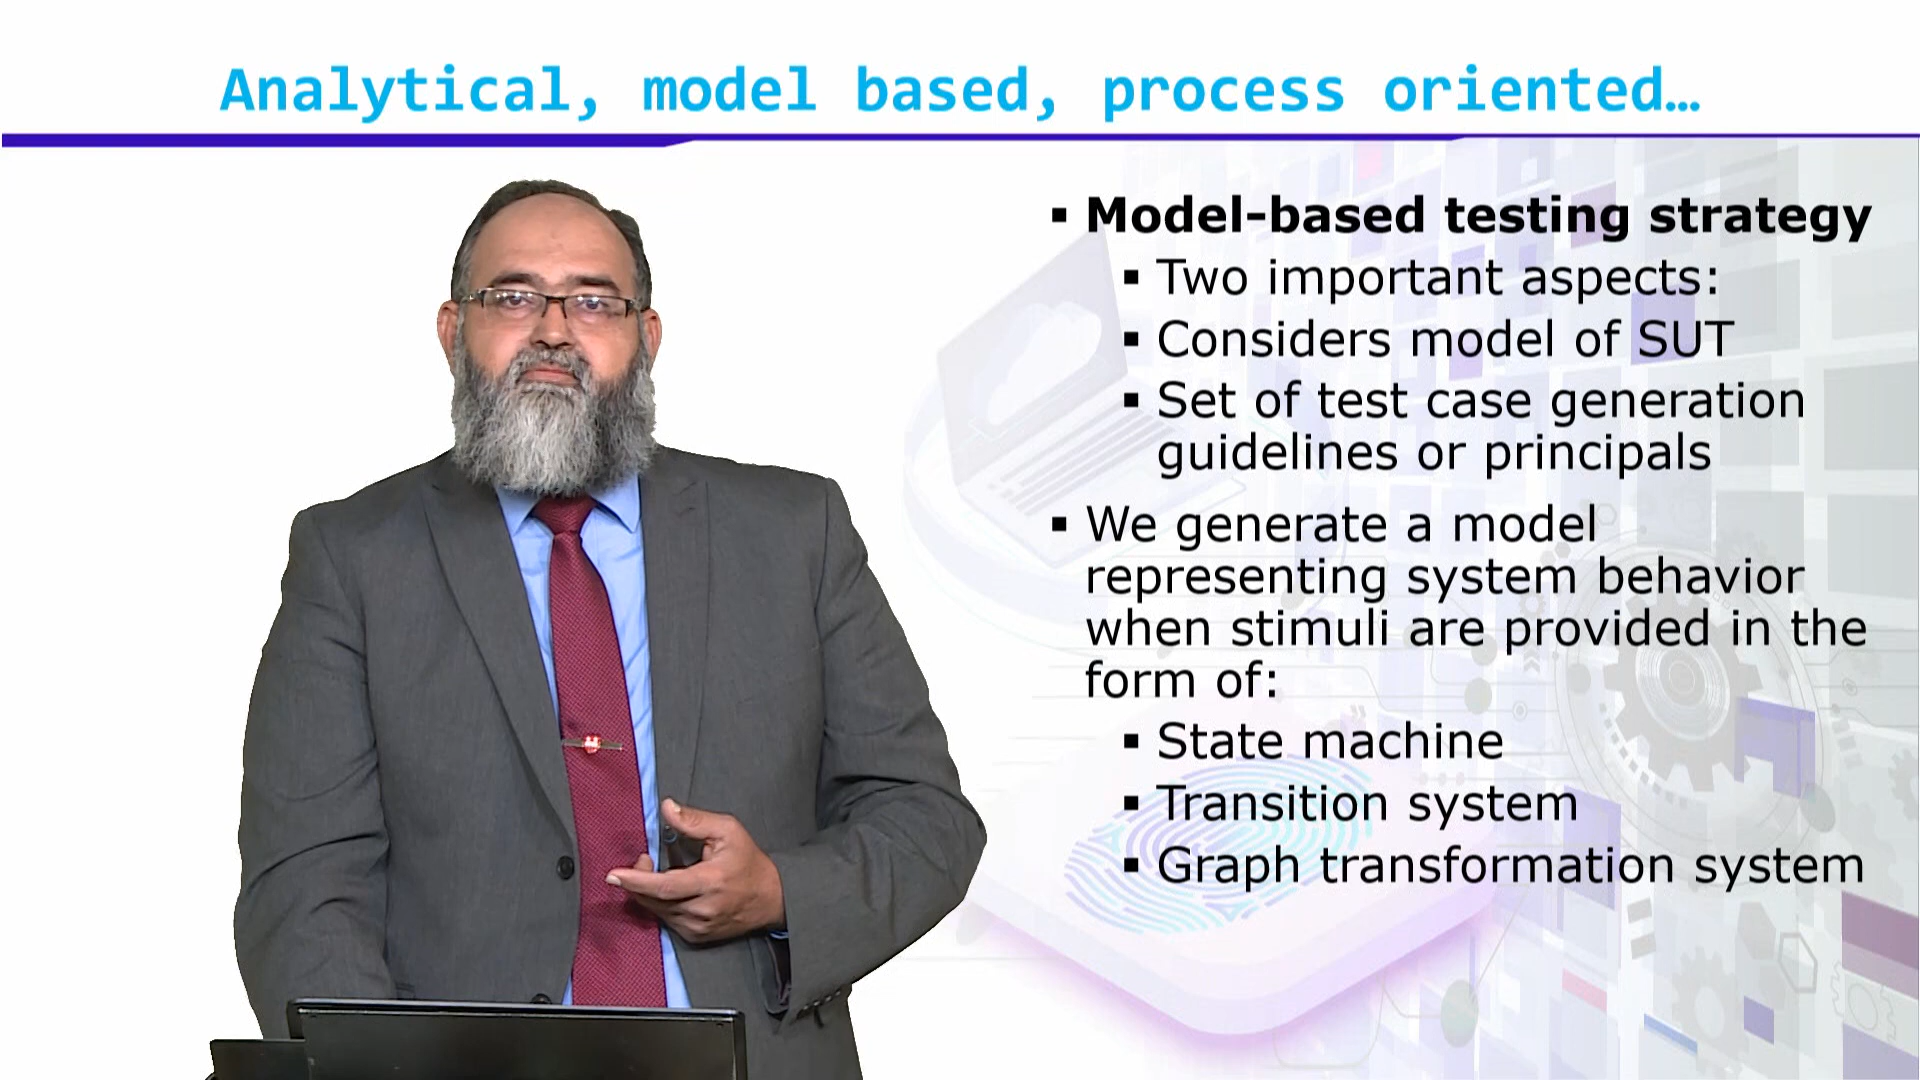 Analytical, model based, process oriented…
▪ Model-based testing strategy
▪ Two important aspects:
▪ Considers model of SUT
▪ Set of test case generation
guidelines or principals
▪ We generate a model
representing system behavior
when stimuli are provided in the
form of:
▪ State machine
▪ Transition system
▪ Graph transformation system